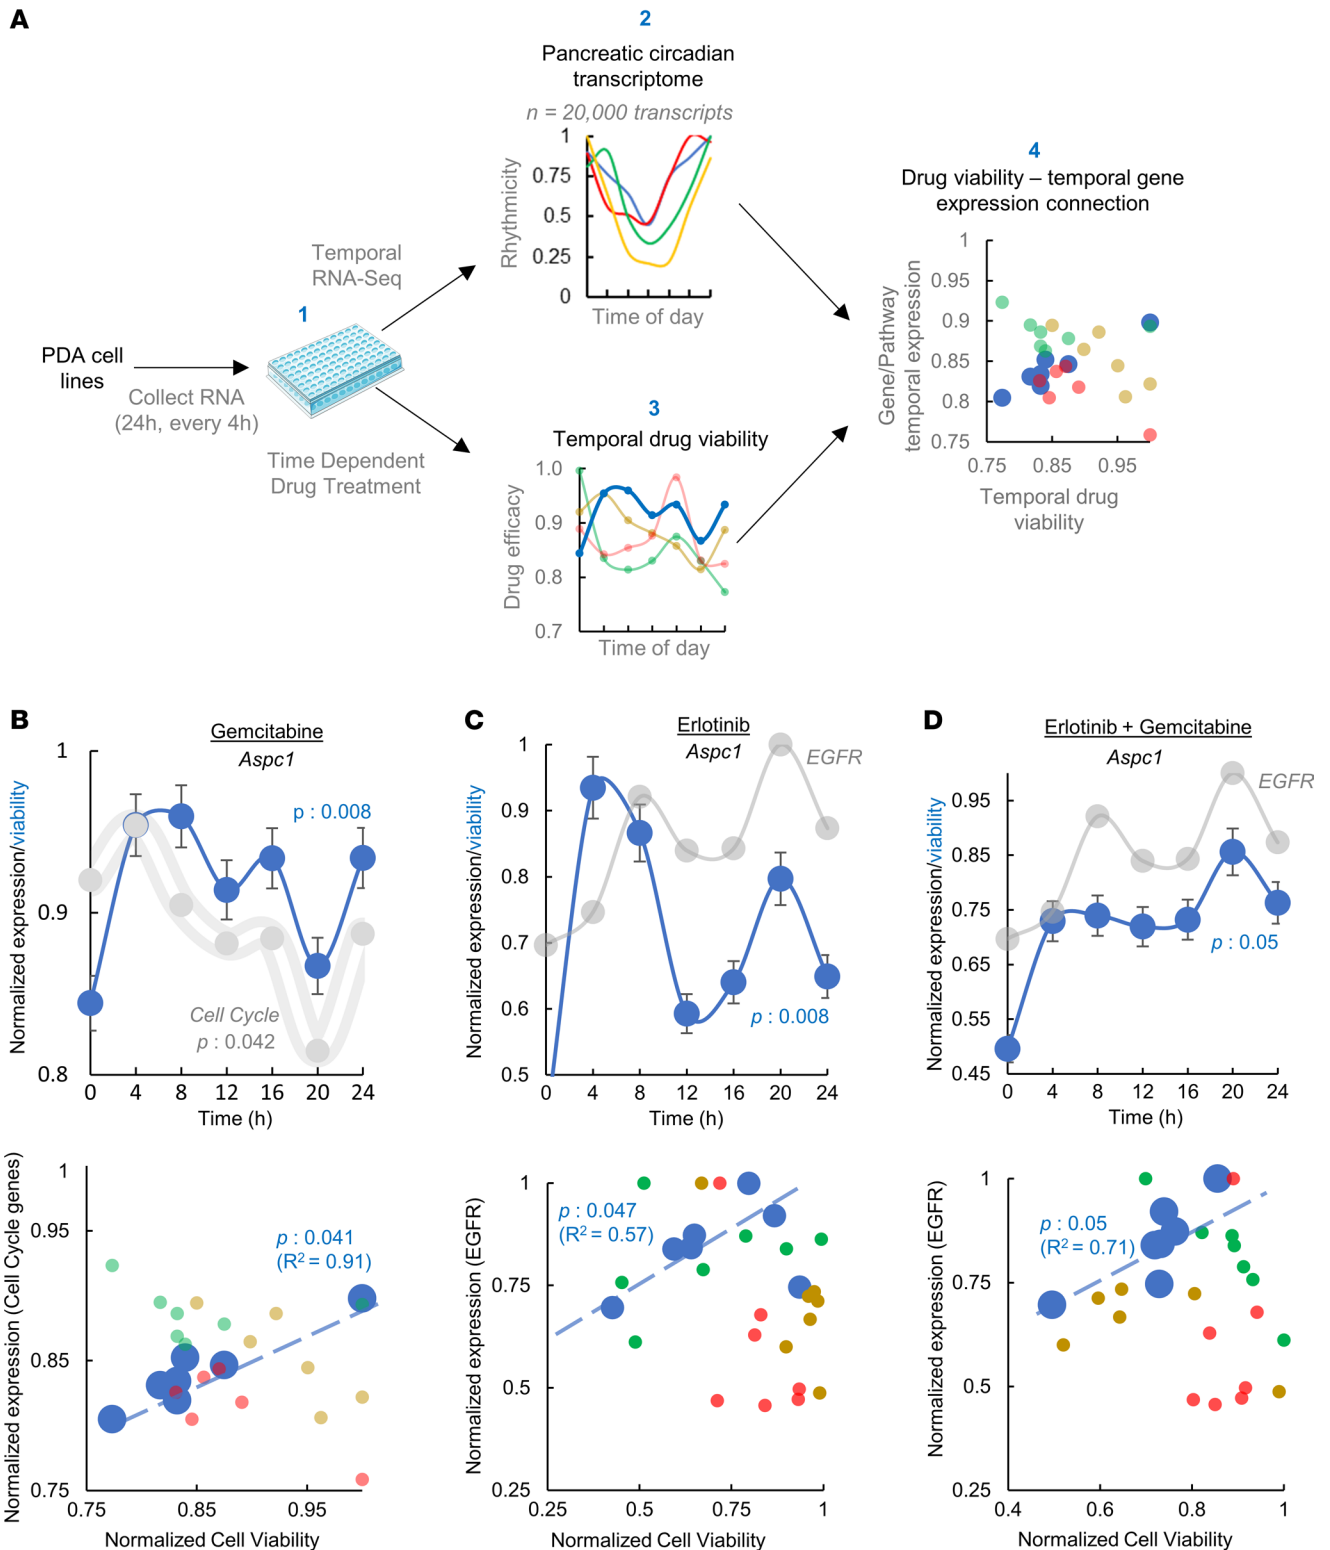 A
2
Pancreatic circadian
transcriptome
n = 20,000 transcripts
1
0.75
0.5
0.25
0
Rhythmicity
Time of day
4
Drug viability – temporal gene
expression connection
1
0.95
0.9
0.85
0.8
0.75
Gene/Pathway
temporal expression
0.75
0.85
0.95
Temporal drug
viability
Temporal
RNA-Seq
1
PDA cell
lines
Collect RNA
(24h, every 4h)
Time Dependent
Drug Treatment
3
Temporal drug viability
1.0
0.9
0.8
0.7
Drug efficacy
Time of day
B
Gemcitabine
Aspc1
1
0.9
0.8
Normalized expression/viability
p : 0.008
Cell Cycle
p : 0.042
0 4 8 12 16 20 24
Time (h)
1
0.95
0.85
0.75
Normalized expression (Cell Cycle genes)
p : 0.041
(R² = 0.91)
0.75 0.85 0.95
Normalized Cell Viability
C
Erlotinib
Aspc1
EGFR
1
0.9
0.8
0.7
0.6
0.5
Normalized expression/viability
p : 0.008
0 4 8 12 16 20 24
Time (h)
1
0.75
0.5
0.25
Normalized expression (EGFR)
p : 0.047
(R² = 0.57)
0.25 0.5 0.75 1
Normalized Cell Viability
D
Erlotinib + Gemcitabine
Aspc1
EGFR
0.95
0.85
0.75
0.65
0.55
0.45
Normalized expression/viability
p : 0.05
0 4 8 12 16 20 24
Time (h)
1
0.75
0.5
0.25
Normalized expression (EGFR)
p : 0.05
(R² = 0.71)
0.4 0.6 0.8 1
Normalized Cell Viability